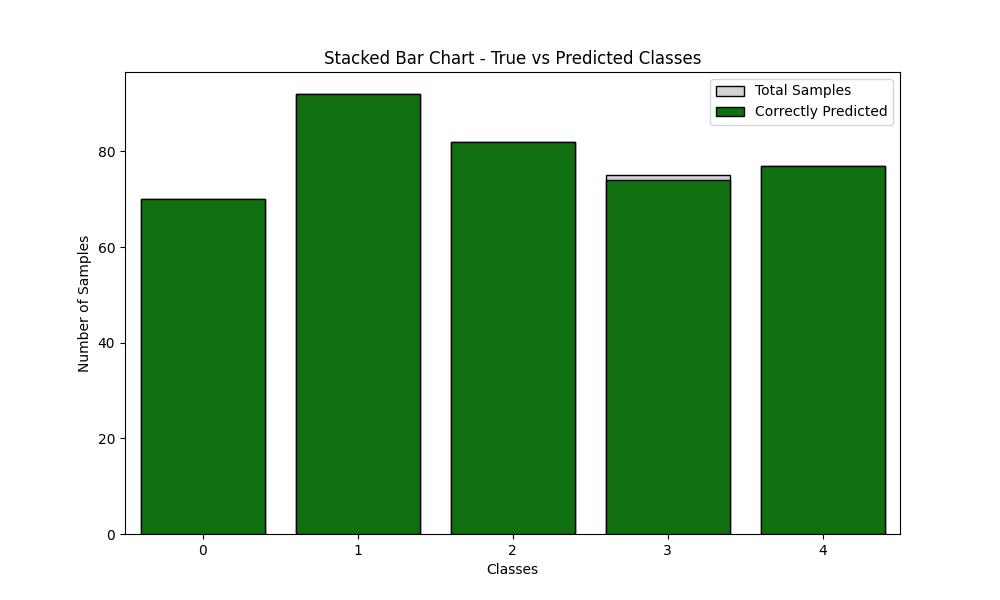 Stacked Bar Chart - True vs Predicted Classes
Total Samples
Correctly Predicted
Number of Samples
80
60
40
20
0
0 1 2 3 4
Classes